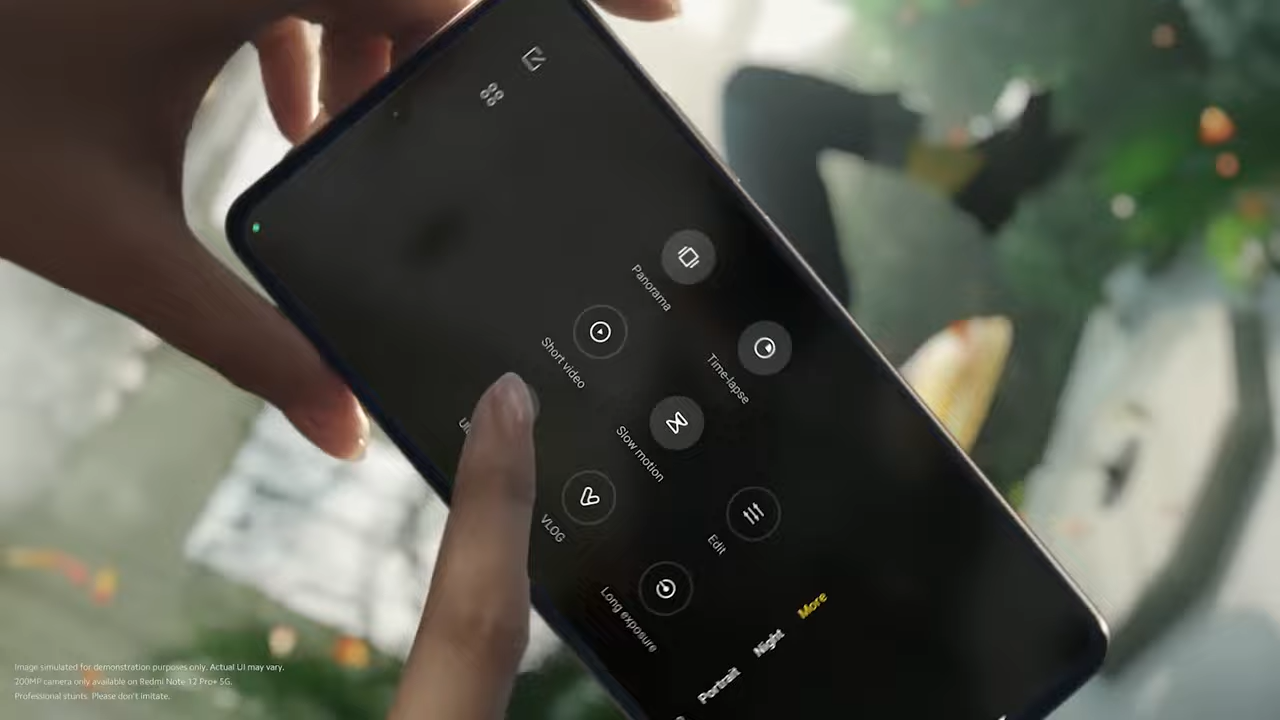 Panorama
Short video
Time-lapse
Slow motion
VLOG
Edit
Long exposure
More
Night
Portrait
Image simulated for demonstration purposes only. Actual UI may vary.
200MP camera only available on Redmi Note 12 Pro+ 5G.
Professional stunts. Please don't imitate.